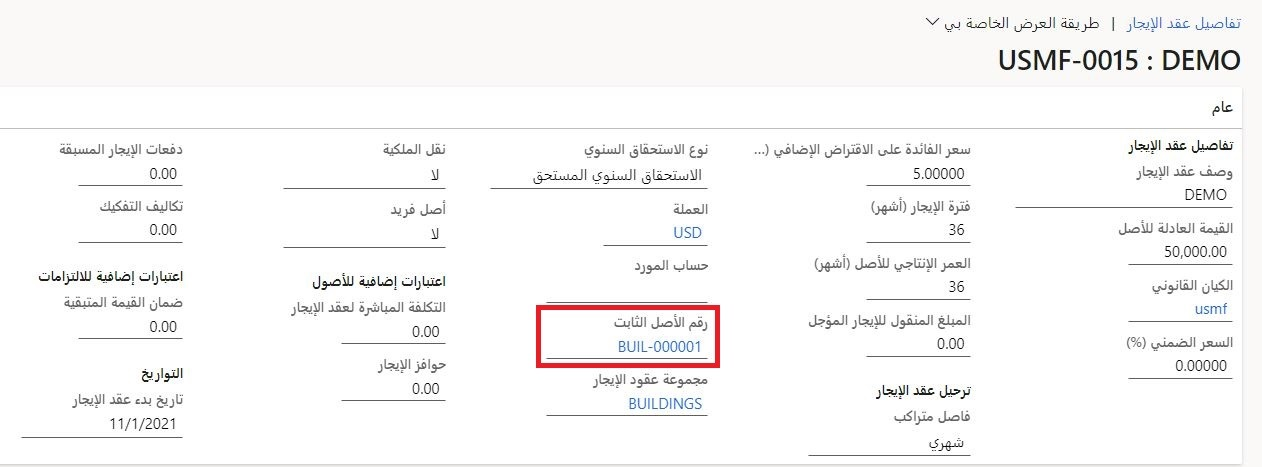 تفاصيل عقد الإيجار | طريقة العرض الخاصة بي
USMF-0015 : DEMO
عام
تفاصيل عقد الإيجار
وصف عقد الإيجار
DEMO
القيمة العادلة للأصل
50,000.00
الكيان القانوني
usmf
السعر الضمني (%)
0.00000
سعر الفائدة على الاقتراض الإضافي (...
5.00000
فترة الإيجار (أشهر)
36
العمر الإنتاجي للأصل (أشهر)
36
المبلغ المنقول للإيجار المؤجل
0.00
ترحيل عقد الإيجار
فاصل متراكب
شهري
نوع الاستحقاق السنوي
الاستحقاق السنوي المستحق
العملة
USD
حساب المورد
رقم الأصل الثابت
BUIL-000001
مجموعة عقود الإيجار
BUILDINGS
نقل الملكية
لا
أصل فريد
لا
اعتبارات إضافية للأصول
التكلفة المباشرة لعقد الإيجار
0.00
حوافز الإيجار
0.00
دفعات الإيجار المسبقة
0.00
تكاليف التفكيك
0.00
اعتبارات إضافية للالتزامات
ضمان القيمة المتبقية
0.00
التواريخ
تاريخ بدء عقد الإيجار
11/1/2021